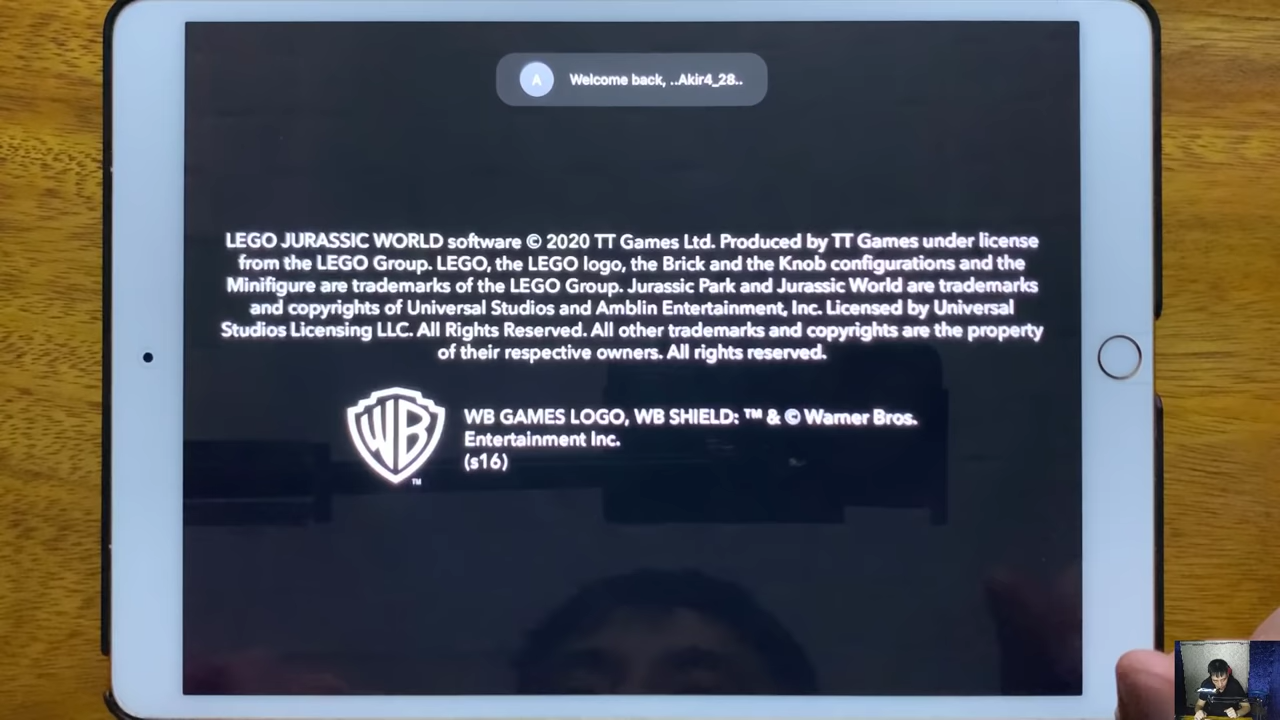 A Welcome back, ..Akir4_28..
LEGO JURASSIC WORLD software © 2020 TT Games Ltd. Produced by TT Games under license
from the LEGO Group. LEGO, the LEGO logo, the Brick and the Knob configurations and the
Minifigure are trademarks of the LEGO Group. Jurassic Park and Jurassic World are trademarks
and copyrights of Universal Studios and Amblin Entertainment, Inc. Licensed by Universal
Studios Licensing LLC. All Rights Reserved. All other trademarks and copyrights are the property
of their respective owners. All rights reserved.
WB TM
WB GAMES LOGO, WB SHIELD: ™ & © Warner Bros.
Entertainment Inc.
(s16)